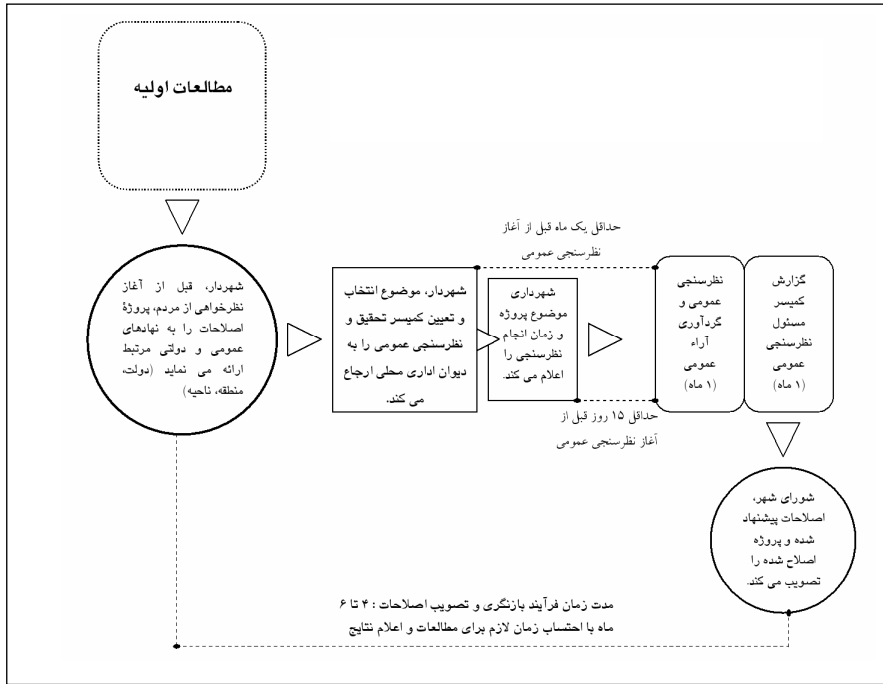 مطالعات اولیه
شهردار، قبل از آغاز
نظرخواهی از مردم، پروژهٔ
اصلاحات را به نهادهای
عمومی و دولتی مرتبط
ارائه می نماید (دولت،
منطقه، ناحیه)
شهردار، موضوع انتخاب
و تعیین کمیسر تحقیق و
نظرسنجی عمومی را به
دیوان اداری محلی ارجاع
می کند.
حداقل یک ماه قبل از آغاز
نظرسنجی عمومی
شهرداری
موضوع پروژه
و زمان انجام
نظرسنجی را
اعلام می کند.
حداقل ۱۵ روز قبل از
آغاز نظرسنجی عمومی
نظرسنجی
عمومی و
گردآوری
آراء
عمومی
(۱ ماه)
گزارش
کمیسر
مسئول
نظرسنجی
عمومی
(۱ ماه)
شورای شهر،
اصلاحات پیشنهاد
شده و پروژه
اصلاح شده را
تصویب می کند.
مدت زمان فرآیند بازنگری و تصویب اصلاحات : ۴ تا ۶
ماه با احتساب زمان لازم برای مطالعات و اعلام نتایج